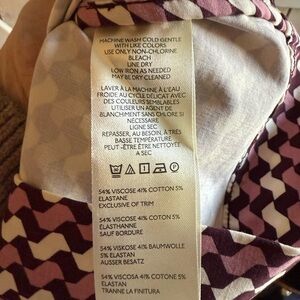 MACHINE WASH COLD GENTLE
WITH LIKE COLORS
USE ONLY NON-CHLORINE
BLEACH
LINE DRY
LOW IRON AS NEEDED
MAY BE DRY CLEANED
LAVER À LA MACHINE À L'EAU
FROIDE AU CYCLE DÉLICAT AVEC
DES COULEURS SEMBLABLES
UTILISER UN AGENT DE
BLANCHIMENT SANS CHLORE SI
NECESSAIRE
LIGNE SEC
REPASSER, AU BESOIN, À TRÈS
BASSE TEMPÉRATURE
PEUT-ÊTRE ÊTRE NETTOYÉE
A SEC
54% VISCOSE 41% COTTON 5%
ELASTANE
EXCLUSIVE OF TRIM
54% VISCOSE 41% COTON 5%
ELASTHANNE
SAUF BORDURE
54% VISKOSE 41% BAUMWOLLE
5% ELASTAN
AUSSER BESATZ
54% VISCOSA 41% COTONE 5%
ELASTAN
TRANNE LA FINITURA